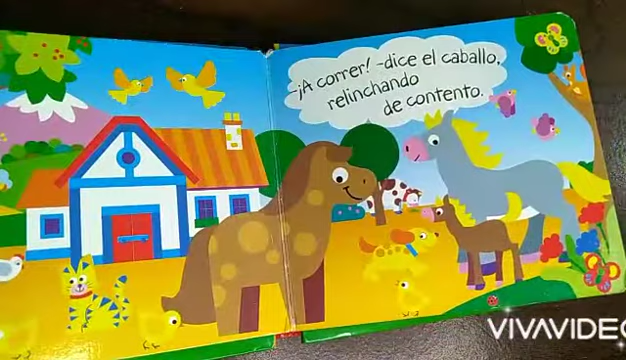 -¡A correr! -dice el caballo,
relinchando
de contento.
VIVAVIDEO